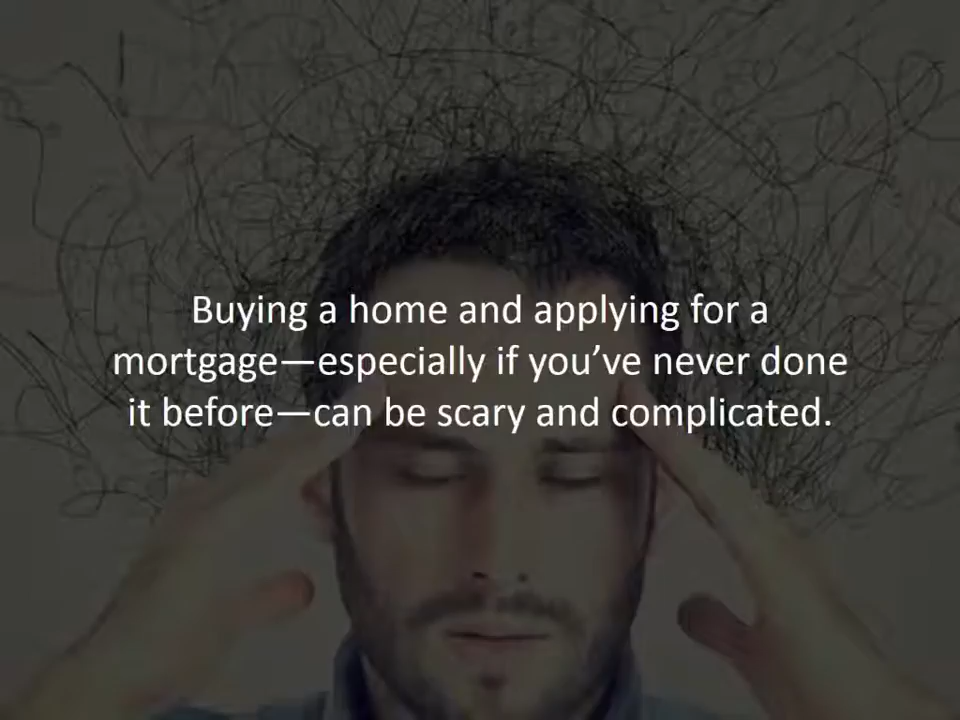 Buying a home and applying for a
mortgage—especially if you’ve never done
it before—can be scary and complicated.